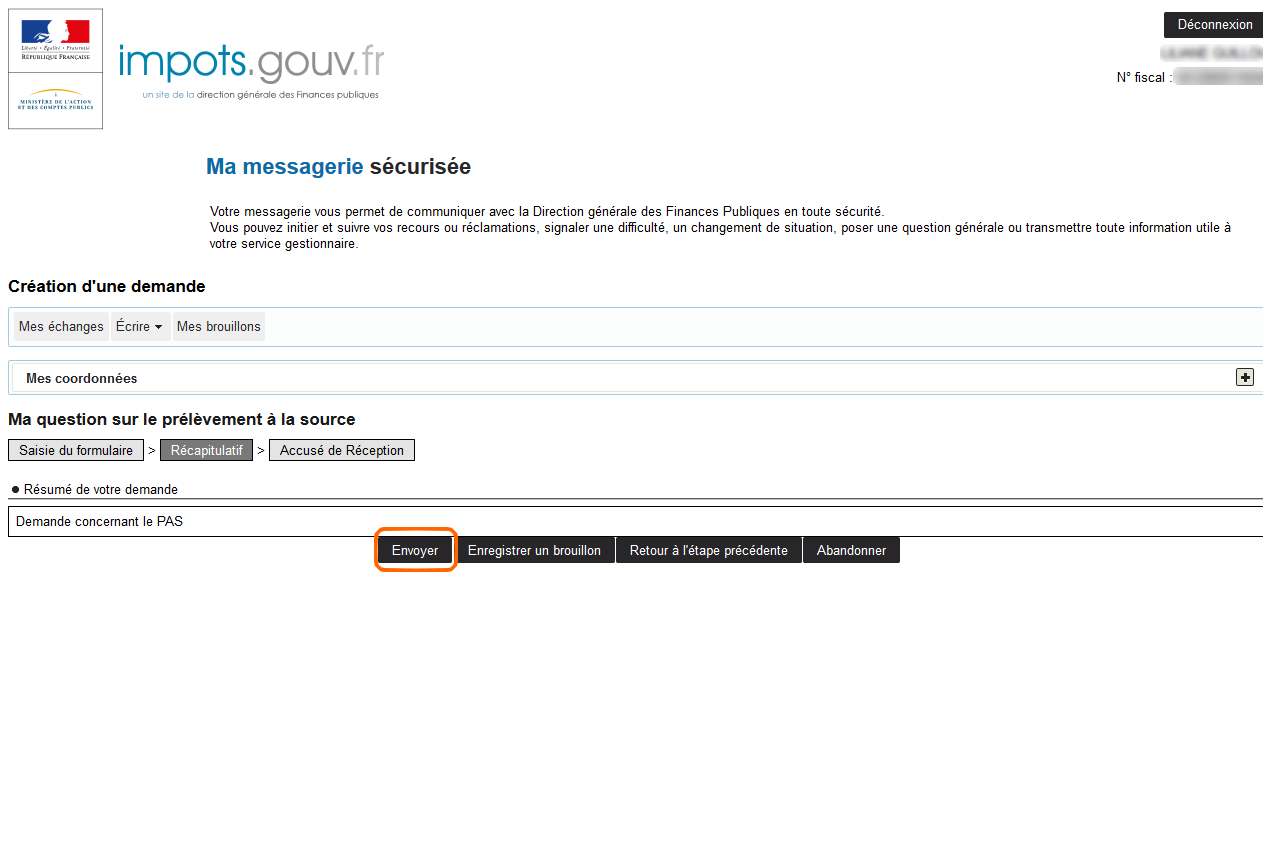 Déconnexion
Liberté • Égalité • Fraternité
RÉPUBLIQUE FRANÇAISE
impots.gouv.fr
N° fiscal :
MINISTÈRE DE L'ACTION
ET DES COMPTES PUBLICS
un site de la direction générale des Finances publiques
Ma messagerie sécurisée
Votre messagerie vous permet de communiquer avec la Direction générale des Finances Publiques en toute sécurité.
Vous pouvez initier et suivre vos recours ou réclamations, signaler une difficulté, un changement de situation, poser une question générale ou transmettre toute information utile à
votre service gestionnaire.
Création d'une demande
Mes échanges Écrire Mes brouillons
Mes coordonnées
Ma question sur le prélèvement à la source
Saisie du formulaire > Récapitulatif > Accusé de Réception
Résumé de votre demande
Demande concernant le PAS
Envoyer Enregistrer un brouillon Retour à l'étape précédente Abandonner